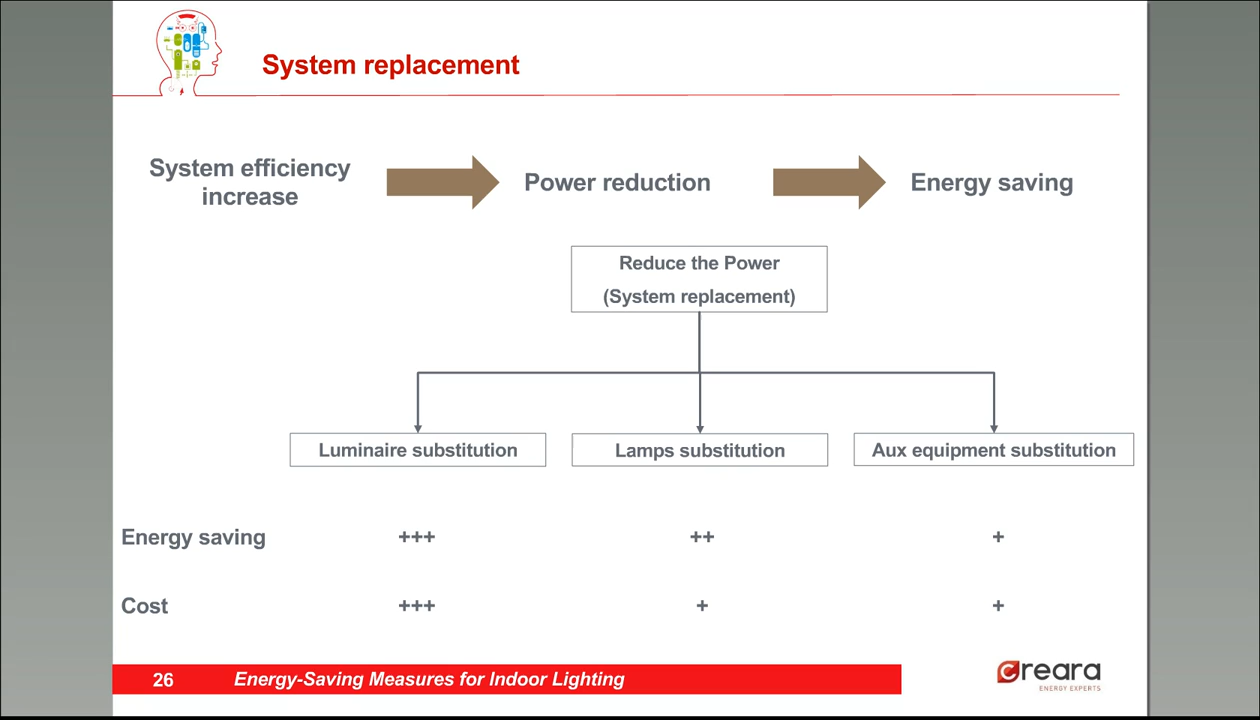 System replacement
System efficiency
increase
Power reduction
Energy saving
Reduce the Power
(System replacement)
Luminaire substitution
Lamps substitution
Aux equipment substitution
Energy saving +++ ++ +
Cost +++ + +
26 Energy-Saving Measures for Indoor Lighting
Creara
ENERGY EXPERTS